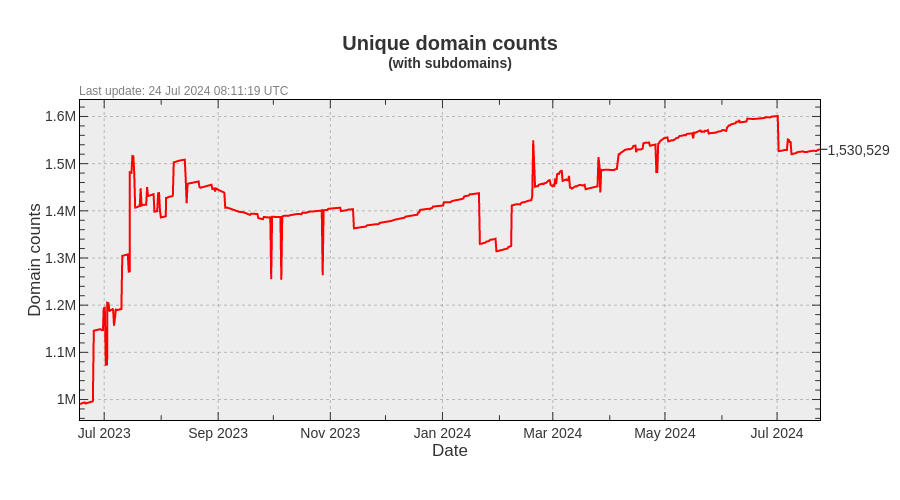 Unique domain counts
(with subdomains)
Last update: 24 Jul 2024 08:11:19 UTC
1.6M
1.5M
1,530,529
1.4M
1.3M
1.2M
1.1M
1M
Domain counts
Jul 2023 Sep 2023 Nov 2023 Jan 2024 Mar 2024 May 2024 Jul 2024
Date